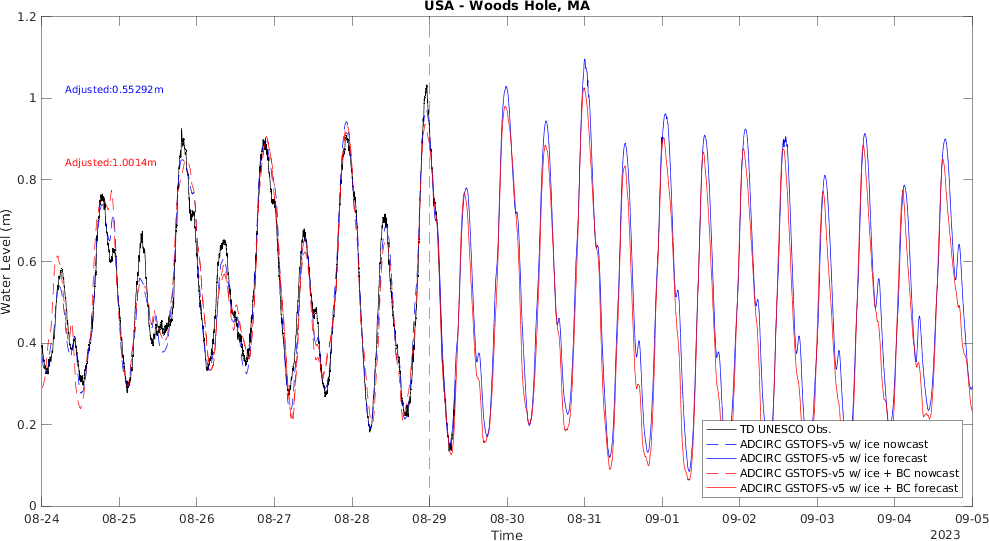 USA - Woods Hole, MA
1.2
1
0.8
0.6
0.4
0.2
0
Water Level (m)
Adjusted:0.55292m
Adjusted:1.0014m
TD UNESCO Obs.
ADCIRC GSTOFS-v5 w/ ice nowcast
ADCIRC GSTOFS-v5 w/ ice forecast
ADCIRC GSTOFS-v5 w/ ice + BC nowcast
ADCIRC GSTOFS-v5 w/ ice + BC forecast
08-24 08-25 08-26 08-27 08-28 08-29 08-30 08-31 09-01 09-02 09-03 09-04 09-05
Time
2023